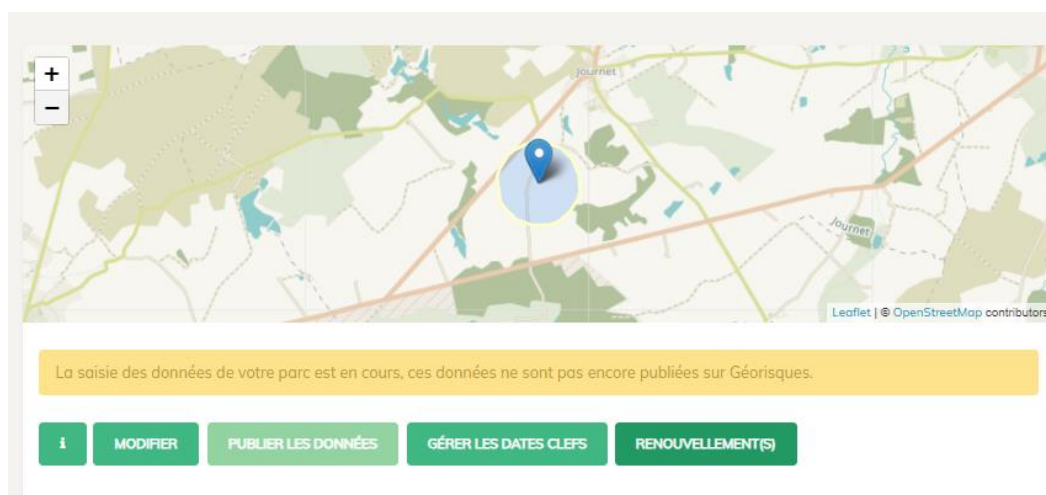 Journet
+
−
Journet
Leaflet | © OpenStreetMap contributors
La saisie des données de votre parc est en cours, ces données ne sont pas encore publiées sur Géorisques.
i MODIFIER PUBLIER LES DONNÉES GÉRER LES DATES CLEFS RENOUVELLEMENT(S)